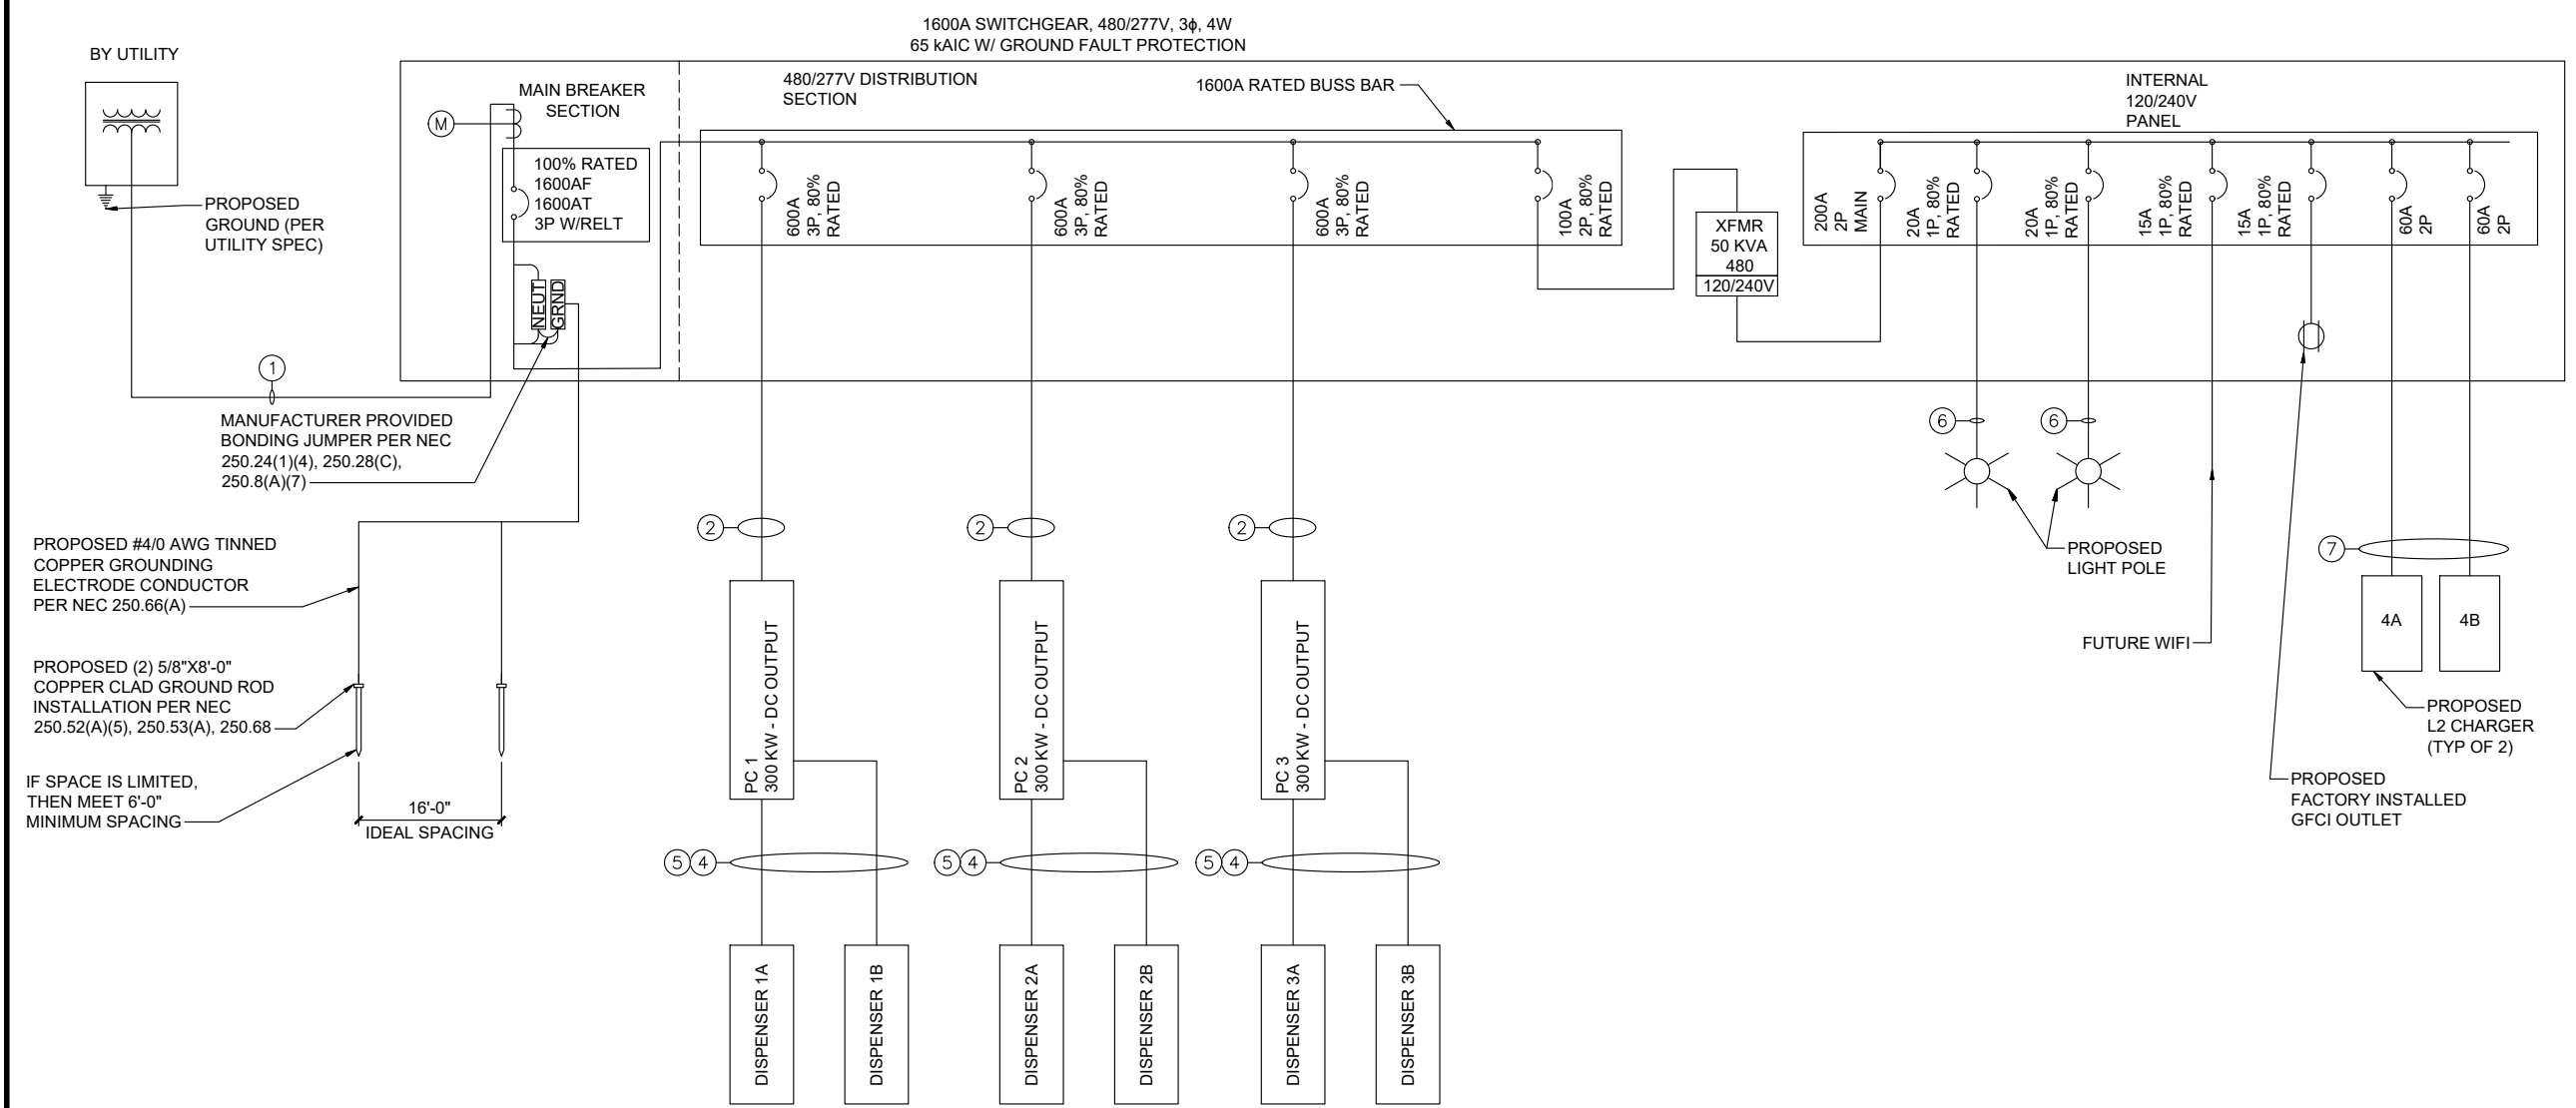 1600A SWITCHGEAR, 480/277V, 3ϕ, 4W
65 kAIC W/ GROUND FAULT PROTECTION
BY UTILITY
PROPOSED
GROUND (PER
UTILITY SPEC)
M
MAIN BREAKER
SECTION
100% RATED
1600AF
1600AT
3P W/RELT
NEUT
GRND
1
MANUFACTURER PROVIDED
BONDING JUMPER PER NEC
250.24(1)(4), 250.28(C),
250.8(A)(7)
PROPOSED #4/0 AWG TINNED
COPPER GROUNDING
ELECTRODE CONDUCTOR
PER NEC 250.66(A)
PROPOSED (2) 5/8"X8'-0"
COPPER CLAD GROUND ROD
INSTALLATION PER NEC
250.52(A)(5), 250.53(A), 250.68
IF SPACE IS LIMITED,
THEN MEET 6'-0"
MINIMUM SPACING
16'-0"
IDEAL SPACING
480/277V DISTRIBUTION
SECTION
1600A RATED BUSS BAR
600A
3P, 80%
RATED
600A
3P, 80%
RATED
600A
3P, 80%
RATED
100A
2P, 80%
RATED
XFMR
50 KVA
480
120/240V
INTERNAL
120/240V
PANEL
200A
2P
MAIN
20A
1P, 80%
RATED
20A
1P, 80%
RATED
15A
1P, 80%
RATED
15A
1P, 80%
RATED
60A
2P
60A
2P
2
2
2
PC 1
300 KW - DC OUTPUT
PC 2
300 KW - DC OUTPUT
PC 3
300 KW - DC OUTPUT
5 4
5 4
5 4
DISPENSER 1A
DISPENSER 1B
DISPENSER 2A
DISPENSER 2B
DISPENSER 3A
DISPENSER 3B
6
6
PROPOSED
LIGHT POLE
FUTURE WIFI
7
4A
4B
PROPOSED
L2 CHARGER
(TYP OF 2)
PROPOSED
FACTORY INSTALLED
GFCI OUTLET